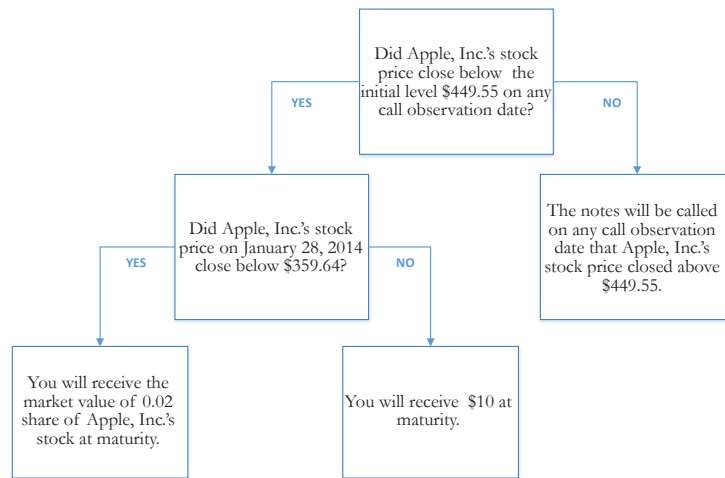 Did Apple, Inc.'s stock
price close below the
initial level $449.55 on any
call observation date?
YES
NO
Did Apple, Inc.'s stock
price on January 28, 2014
close below $359.64?
The notes will be called
on any call observation
date that Apple, Inc.'s
stock price closed above
$449.55.
YES
NO
You will receive the
market value of 0.02
share of Apple, Inc.'s
stock at maturity.
You will receive $10 at
maturity.